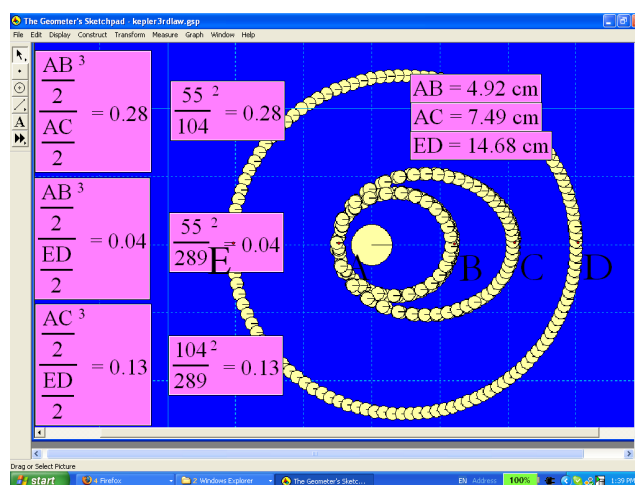 The Geometer's Sketchpad - kepler3rdlaw.gsp
File Edit Display Construct Transform Measure Graph Window Help
AB 3
2
AC
2
= 0.28
55 2
104
= 0.28
AB = 4.92 cm
AC = 7.49 cm
ED = 14.68 cm
A
AB 3
2
ED
2
= 0.04
55 2
289
= 0.04
E
A
B
C
D
AC 3
2
ED
2
= 0.13
104 2
289
= 0.13
Drag or Select Picture
start
4 Firefox
2 Windows Explorer
The Geometer's Sketc...
EN Address 100%
1:39 PM